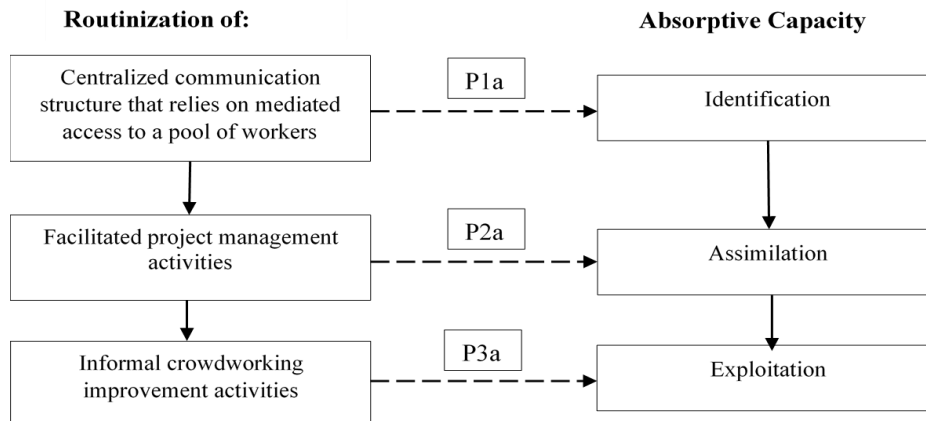 Routinization of:
Absorptive Capacity
Centralized communication
structure that relies on mediated
access to a pool of workers
P1a
Identification
Facilitated project management
activities
P2a
Assimilation
Informal crowdworking
improvement activities
P3a
Exploitation